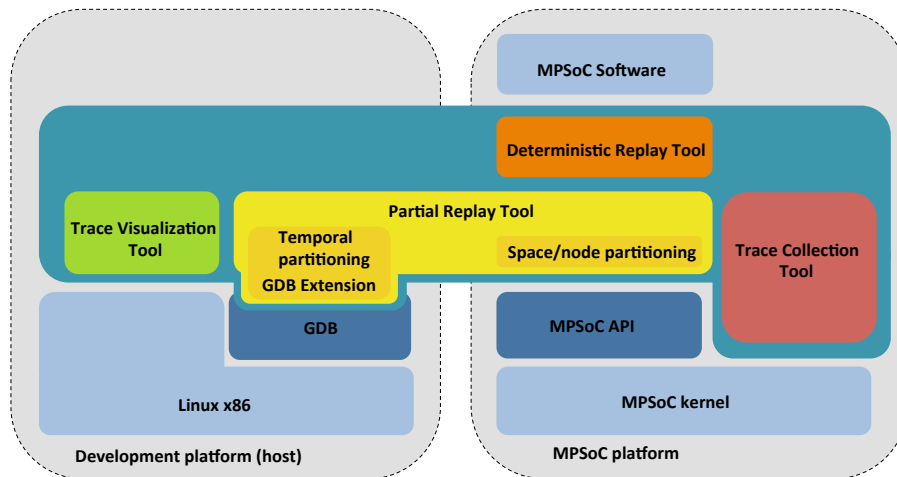 MPSoC Software
Deterministic Replay Tool
Partial Replay Tool
Trace Visualization
Tool
Temporal
partitioning
GDB Extension
Space/node partitioning
Trace Collection
Tool
GDB
MPSoC API
Linux x86
MPSoC kernel
Development platform (host)
MPSoC platform